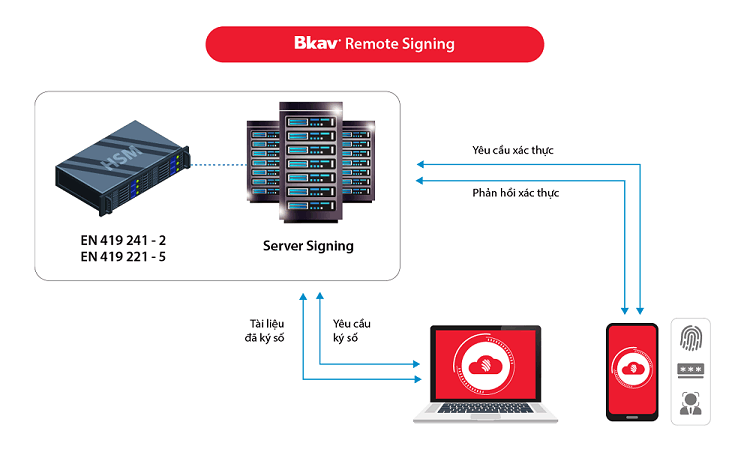 Bkav Remote Signing
HSM
EN 419 241 - 2
EN 419 221 - 5
Server Signing
Yêu cầu xác thực
Phản hồi xác thực
Tài liệu
đã ký số
Yêu cầu
ký số
***